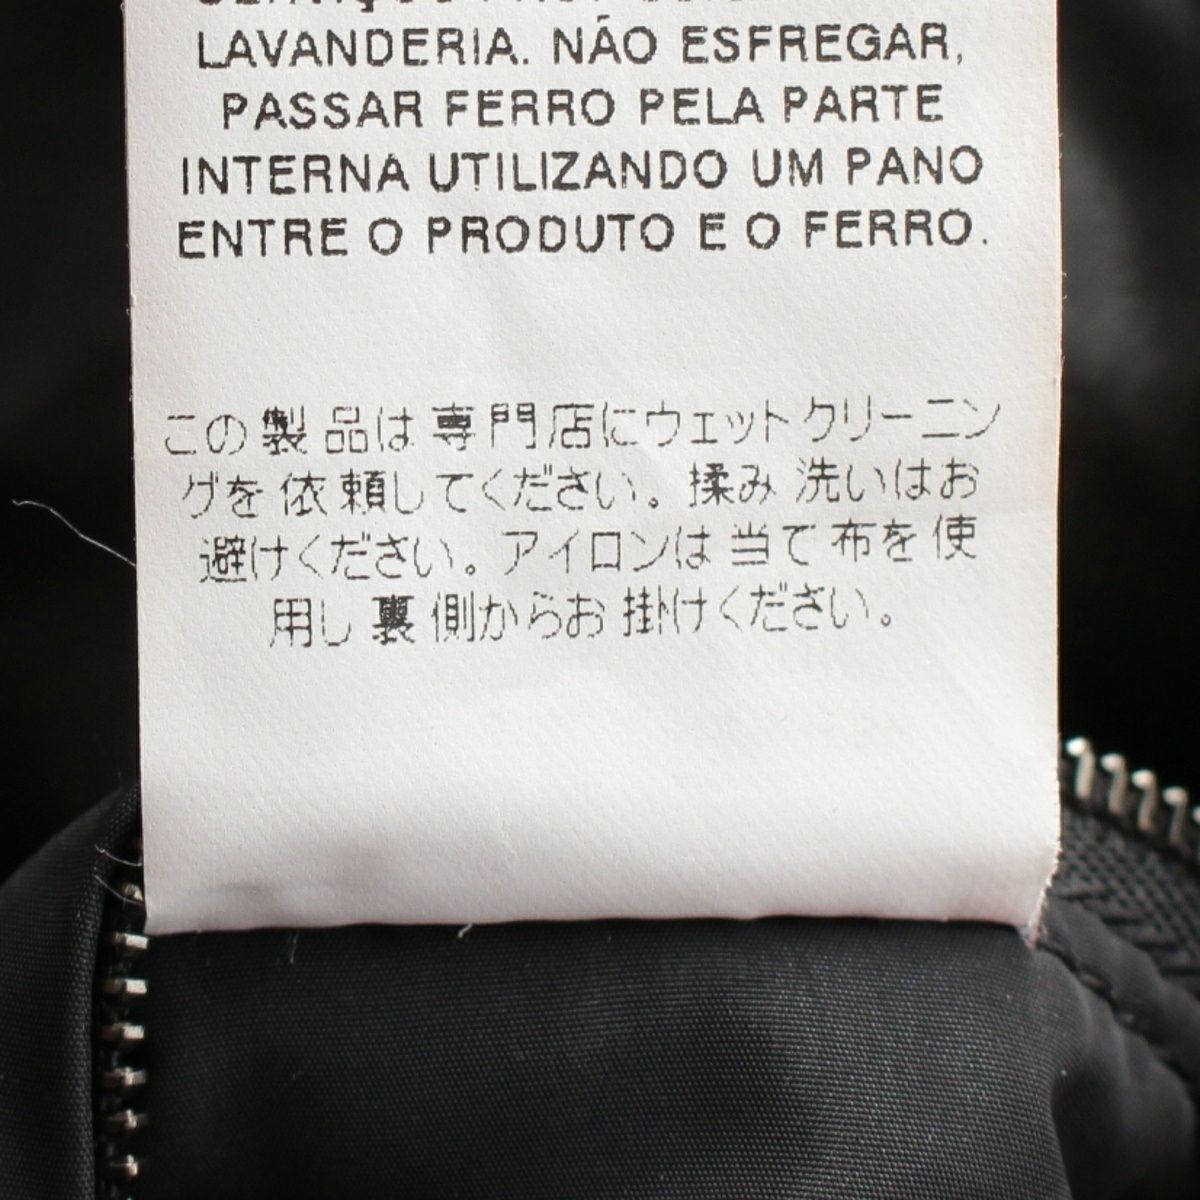 LAVANDERIA. NÃO ESFREGAR,
PASSAR FERRO PELA PARTE
INTERNA UTILIZANDO UM PANO
ENTRE O PRODUTO E O FERRO.
この製品は専門店にウェットクリーニン
グを依頼してください。揉み洗いはお
避けください。アイロンは当て布を使
用し裏側からお掛けください。